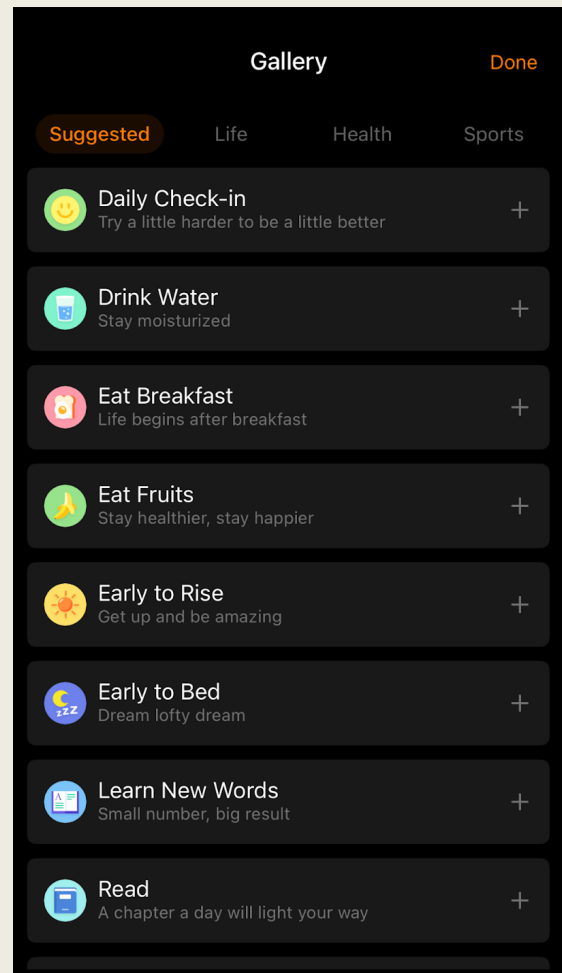 Gallery
Done
Suggested Life Health Sports
Daily Check-in
Try a little harder to be a little better
Drink Water
Stay moisturized
Eat Breakfast
Life begins after breakfast
Eat Fruits
Stay healthier, stay happier
Early to Rise
Get up and be amazing
zzZ
Early to Bed
Dream lofty dream
A
Learn New Words
Small number, big result
Read
A chapter a day will light your way